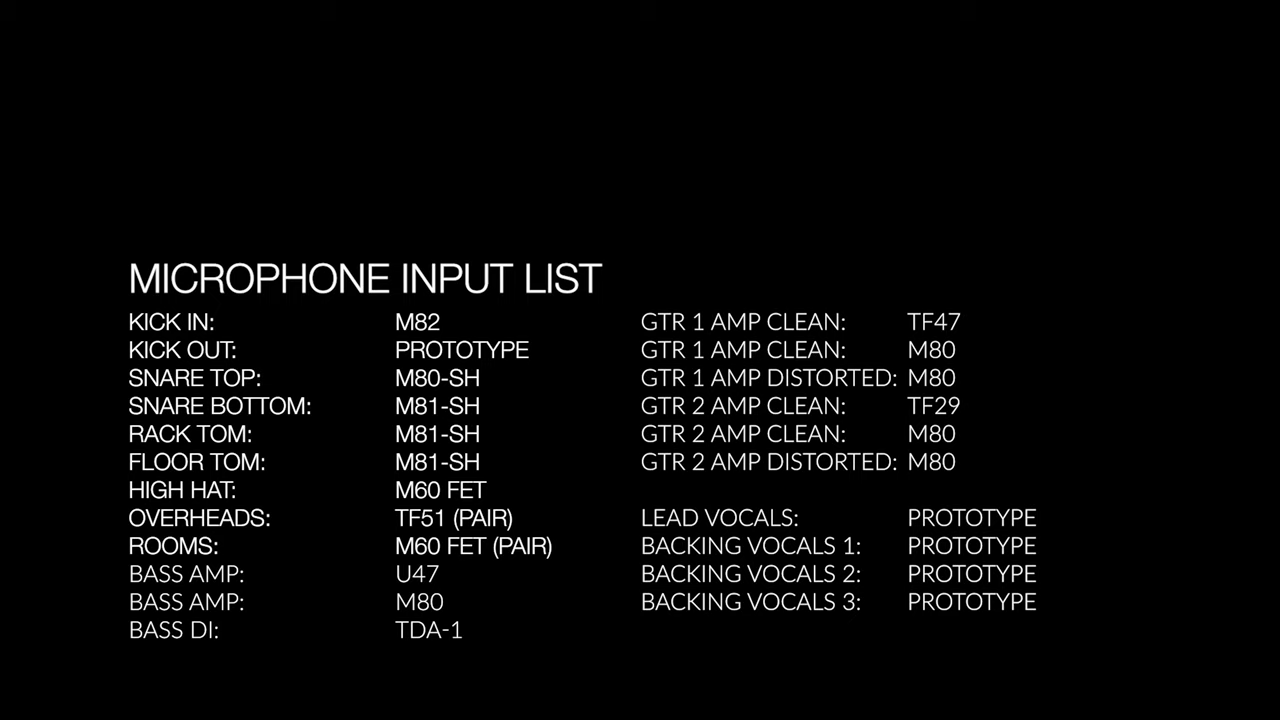 MICROPHONE INPUT LIST
KICK IN: M82
KICK OUT: PROTOTYPE
SNARE TOP: M80-SH
SNARE BOTTOM: M81-SH
RACK TOM: M81-SH
FLOOR TOM: M81-SH
HIGH HAT: M60 FET
OVERHEADS: TF51 (PAIR)
ROOMS: M60 FET (PAIR)
BASS AMP: U47
BASS AMP: M80
BASS DI: TDA-1
GTR 1 AMP CLEAN: TF47
GTR 1 AMP CLEAN: M80
GTR 1 AMP DISTORTED: M80
GTR 2 AMP CLEAN: TF29
GTR 2 AMP CLEAN: M80
GTR 2 AMP DISTORTED: M80
LEAD VOCALS: PROTOTYPE
BACKING VOCALS 1: PROTOTYPE
BACKING VOCALS 2: PROTOTYPE
BACKING VOCALS 3: PROTOTYPE